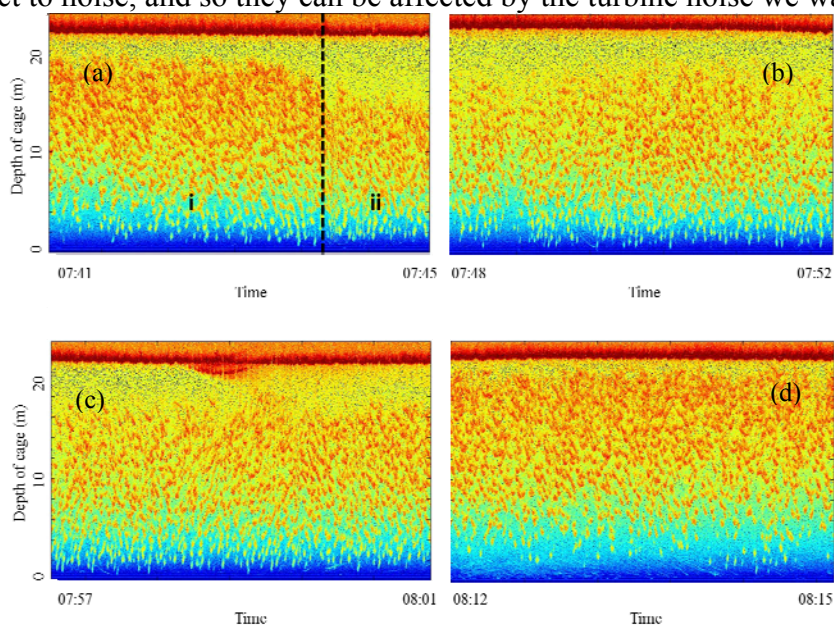 ct to noise, and so they can be affected by the turbine noise we wa
(a)
(b)
Depth of cage (m)
20
10
0
i
ii
07:41
07:45
Time
07:48
07:52
Time
(c)
(d)
Depth of cage (m)
20
10
0
07:57
08:01
Time
08:12
08:15
Time